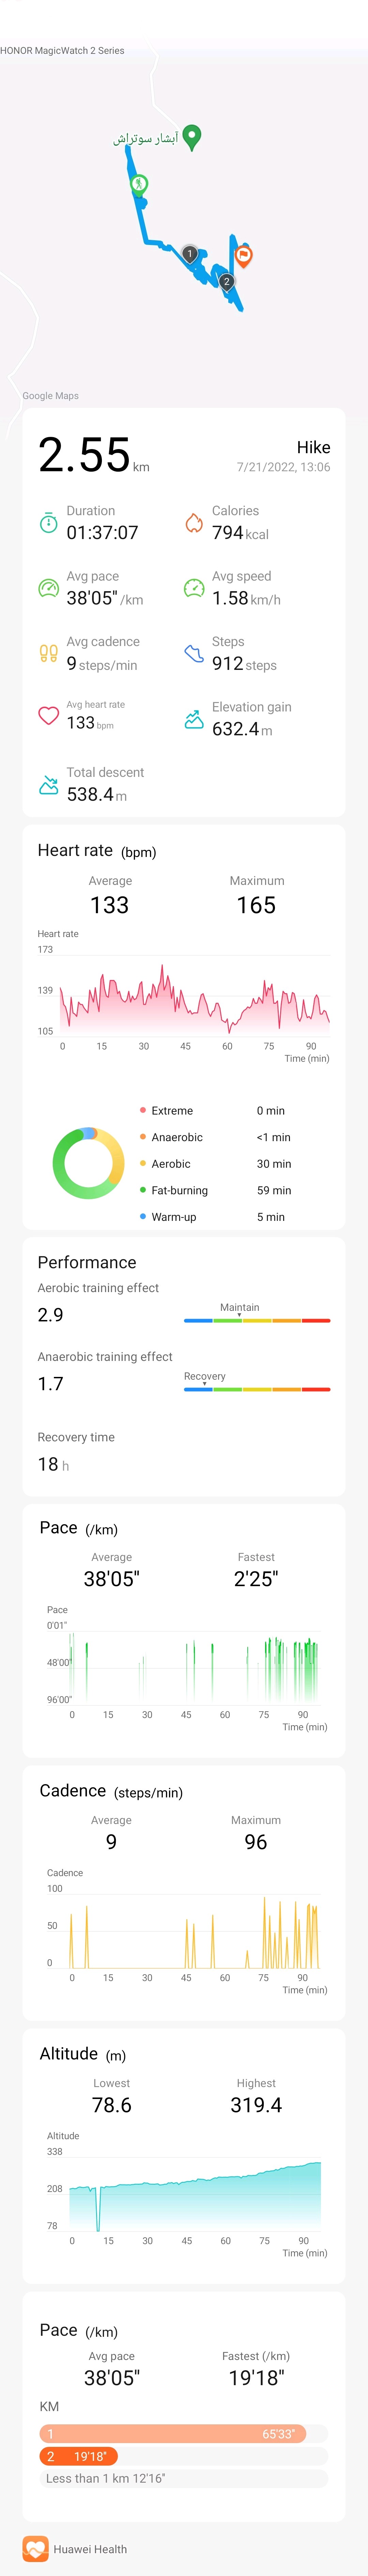 HONOR MagicWatch 2 Series
آبشار سوتراش
1
2
Google Maps
2.55 km
Hike
7/21/2022, 13:06
Duration
01:37:07
Calories
794 kcal
Avg pace
38'05" /km
Avg speed
1.58 km/h
Avg cadence
9 steps/min
Steps
912 steps
Avg heart rate
133 bpm
Elevation gain
632.4 m
Total descent
538.4 m
Heart rate (bpm)
Average Maximum
133 165
Heart rate
173
139
105
0 15 30 45 60 75 90
Time (min)
Extreme 0 min
Anaerobic <1 min
Aerobic 30 min
Fat-burning 59 min
Warm-up 5 min
Performance
Aerobic training effect
2.9
Maintain
Anaerobic training effect
1.7
Recovery
Recovery time
18 h
Pace (/km)
Average Fastest
38'05" 2'25"
Pace
0'01"
48'00"
96'00"
0 15 30 45 60 75 90
Time (min)
Cadence (steps/min)
Average Maximum
9 96
Cadence
100
50
0
0 15 30 45 60 75 90
Time (min)
Altitude (m)
Lowest Highest
78.6 319.4
Altitude
338
208
78
0 15 30 45 60 75 90
Time (min)
Pace (/km)
Avg pace Fastest (/km)
38'05" 19'18"
KM
1 65'33"
2 19'18"
Less than 1 km 12'16"
Huawei Health